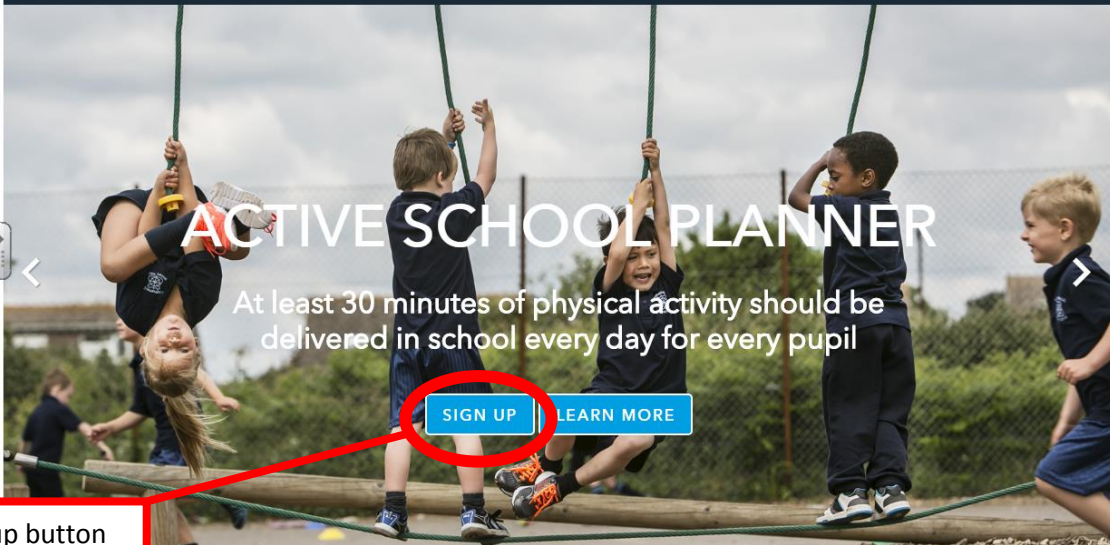 ACTIVE SCHOOL PLANNER
At least 30 minutes of physical activity should be
delivered in school every day for every pupil
SIGN UP
LEARN MORE
up button